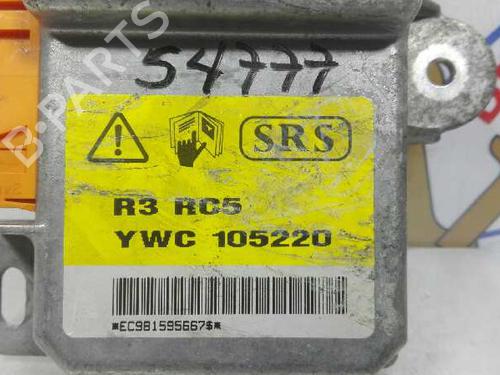 54777
SRS
R3 RC5
YWC 105220
*EC981595667$*
B-PARTS